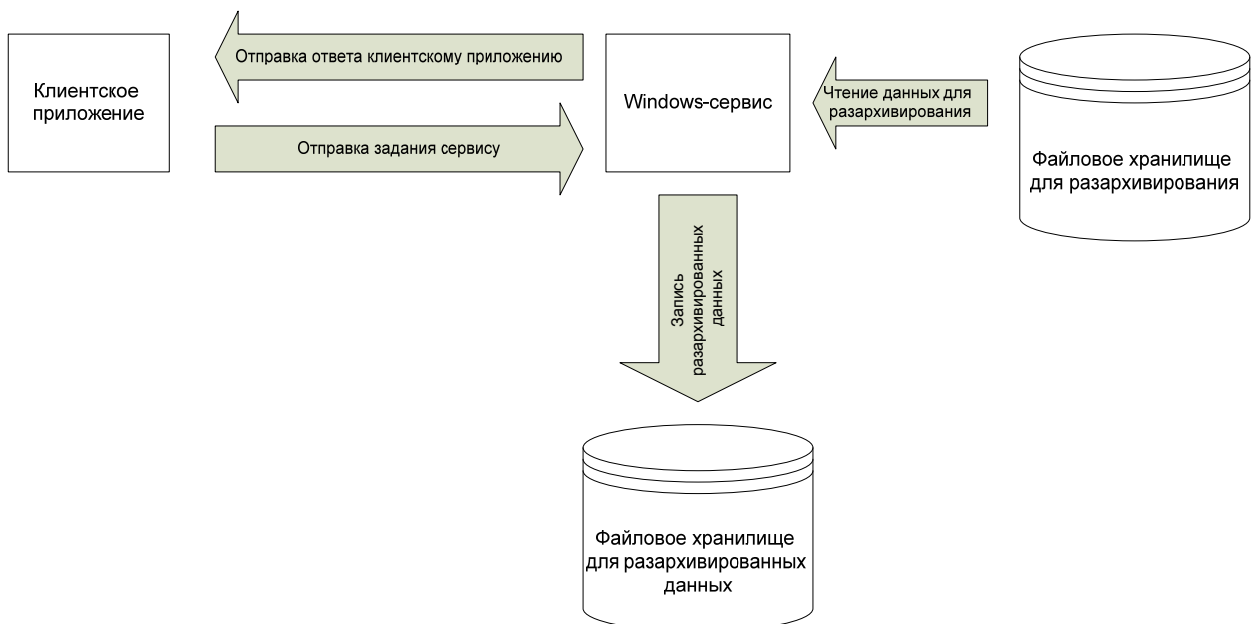 Отправка ответа клиентскому приложению
Клиентское
приложение
Отправка задания сервису
Windows-сервис
Чтение данных для
разархивирования
Файловое хранилище
для разархивирования
Запись
разархивированных
данных
Файловое хранилище
для разархивированных
данных